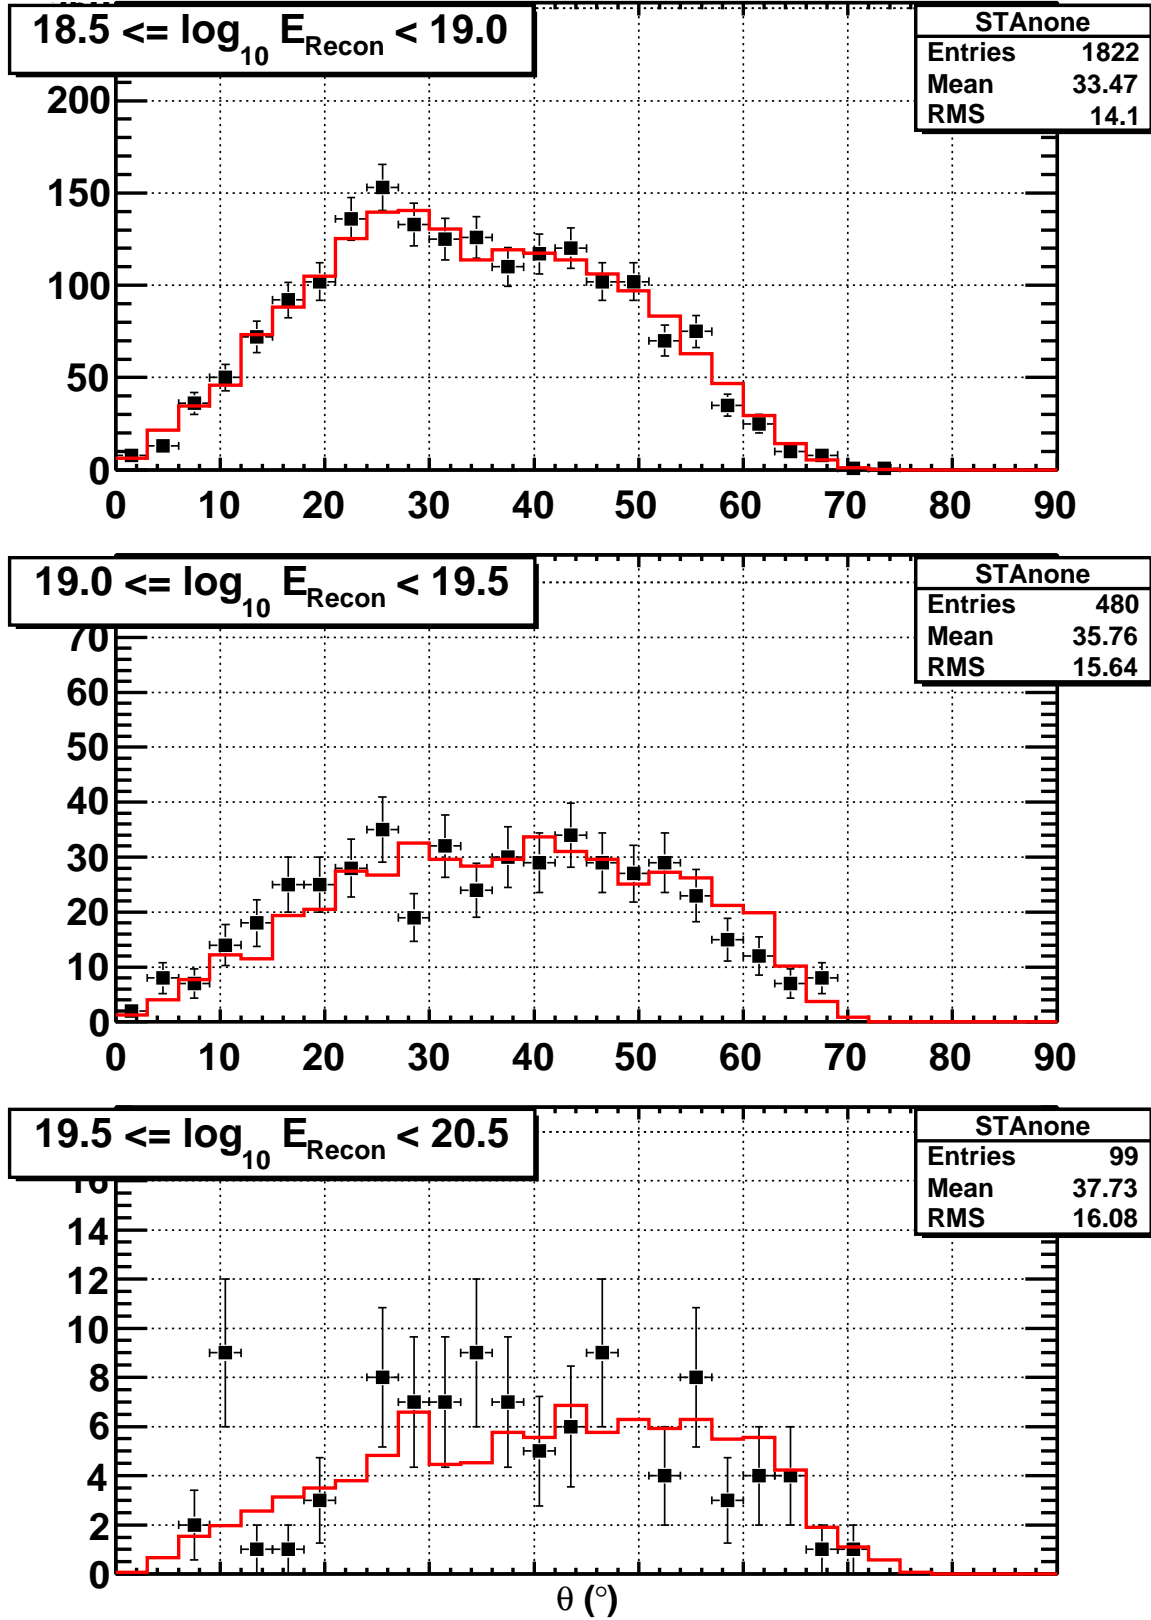 18.5 <= log10 ERecon < 19.0
STAnone
Entries 1822
Mean 33.47
RMS 14.1
200
150
100
50
0
0 10 20 30 40 50 60 70 80 90
19.0 <= log10 ERecon < 19.5
STAnone
Entries 480
Mean 35.76
RMS 15.64
70
60
50
40
30
20
10
0
0 10 20 30 40 50 60 70 80 90
19.5 <= log10 ERecon < 20.5
STAnone
Entries 99
Mean 37.73
RMS 16.08
16
14
12
10
8
6
4
2
0
θ (°)